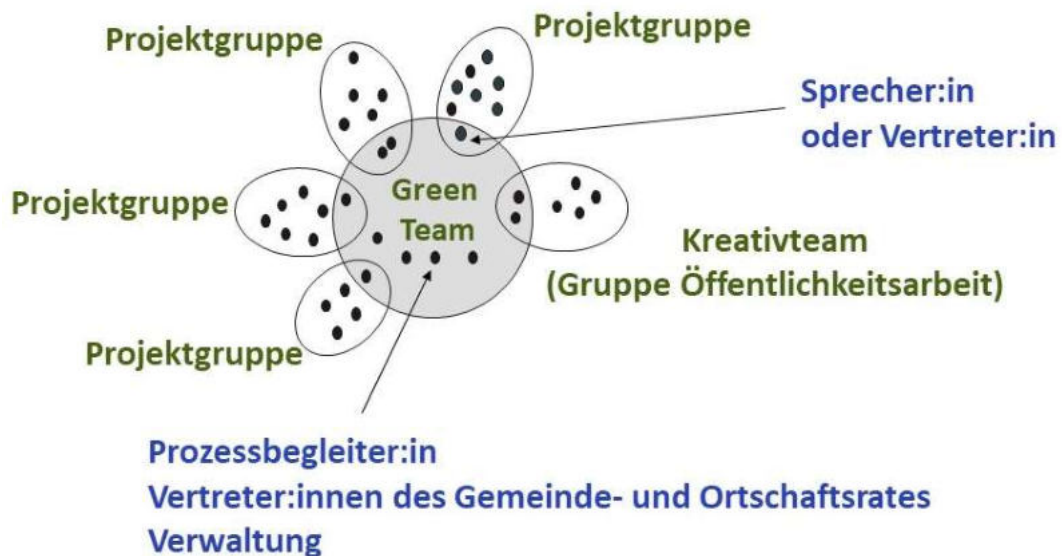 Projektgruppe
Projektgruppe
Sprecher:in
oder Vertreter:in
Projektgruppe
Green
Team
Kreativteam
(Gruppe Öffentlichkeitsarbeit)
Projektgruppe
Prozessbegleiter:in
Vertreter:innen des Gemeinde- und Ortschaftsrates
Verwaltung